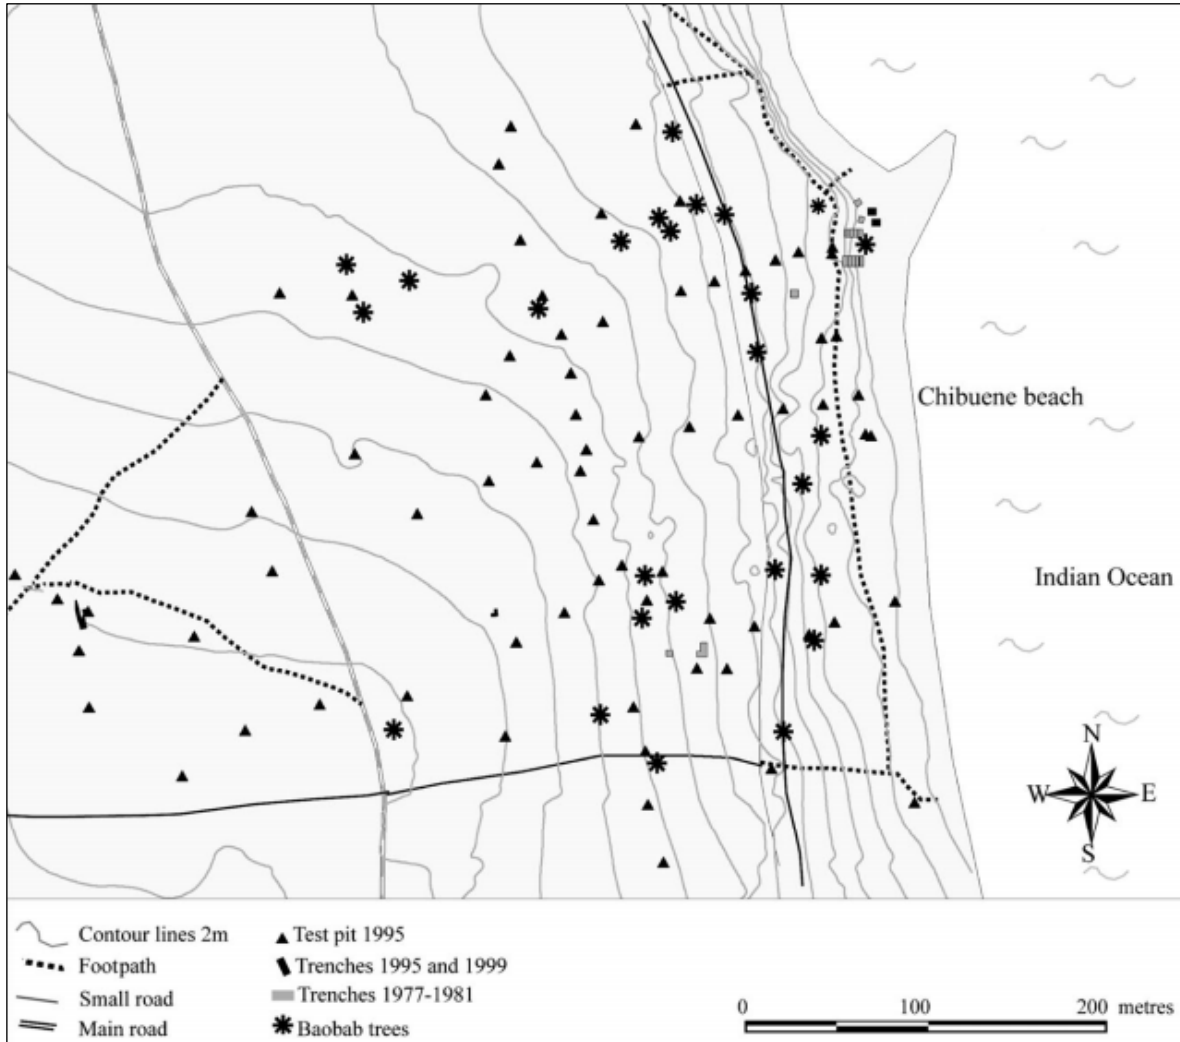 Chibuene beach
Indian Ocean
N
W E
S
Contour lines 2m
Footpath
Small road
Main road
Test pit 1995
Trenches 1995 and 1999
Trenches 1977-1981
Baobab trees
0 100 200 metres